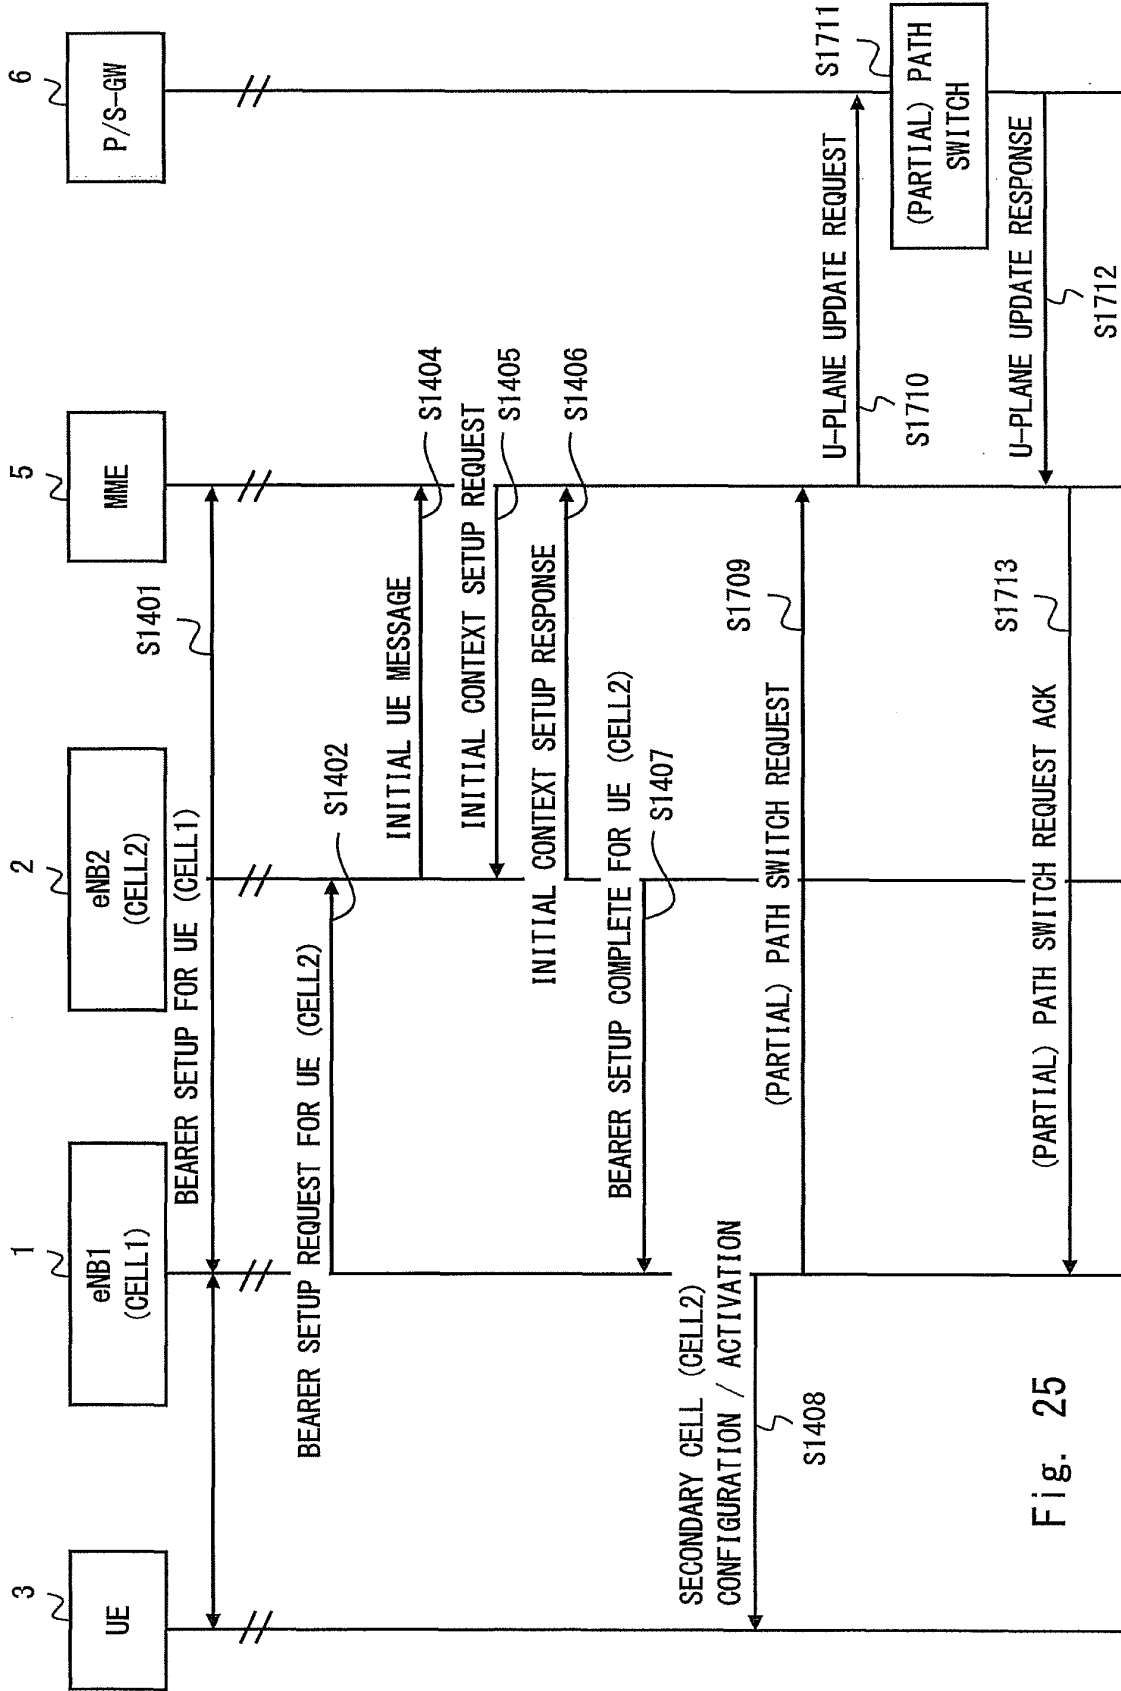 3
UE
1
eNB1
(CELL1)
2
eNB2
(CELL2)
5
MME
6
P/S-GW
BEARER SETUP FOR UE (CELL1)
S1401
BEARER SETUP REQUEST FOR UE (CELL2)
S1402
INITIAL UE MESSAGE
S1404
INITIAL CONTEXT SETUP REQUEST
S1405
INITIAL CONTEXT SETUP RESPONSE
S1406
BEARER SETUP COMPLETE FOR UE (CELL2)
S1407
SECONDARY CELL (CELL2)
CONFIGURATION / ACTIVATION
S1408
(PARTIAL) PATH SWITCH REQUEST
S1709
U-PLANE UPDATE REQUEST
S1710
S1711
(PARTIAL) PATH
SWITCH
U-PLANE UPDATE RESPONSE
S1712
(PARTIAL) PATH SWITCH REQUEST ACK
S1713
Fig. 25